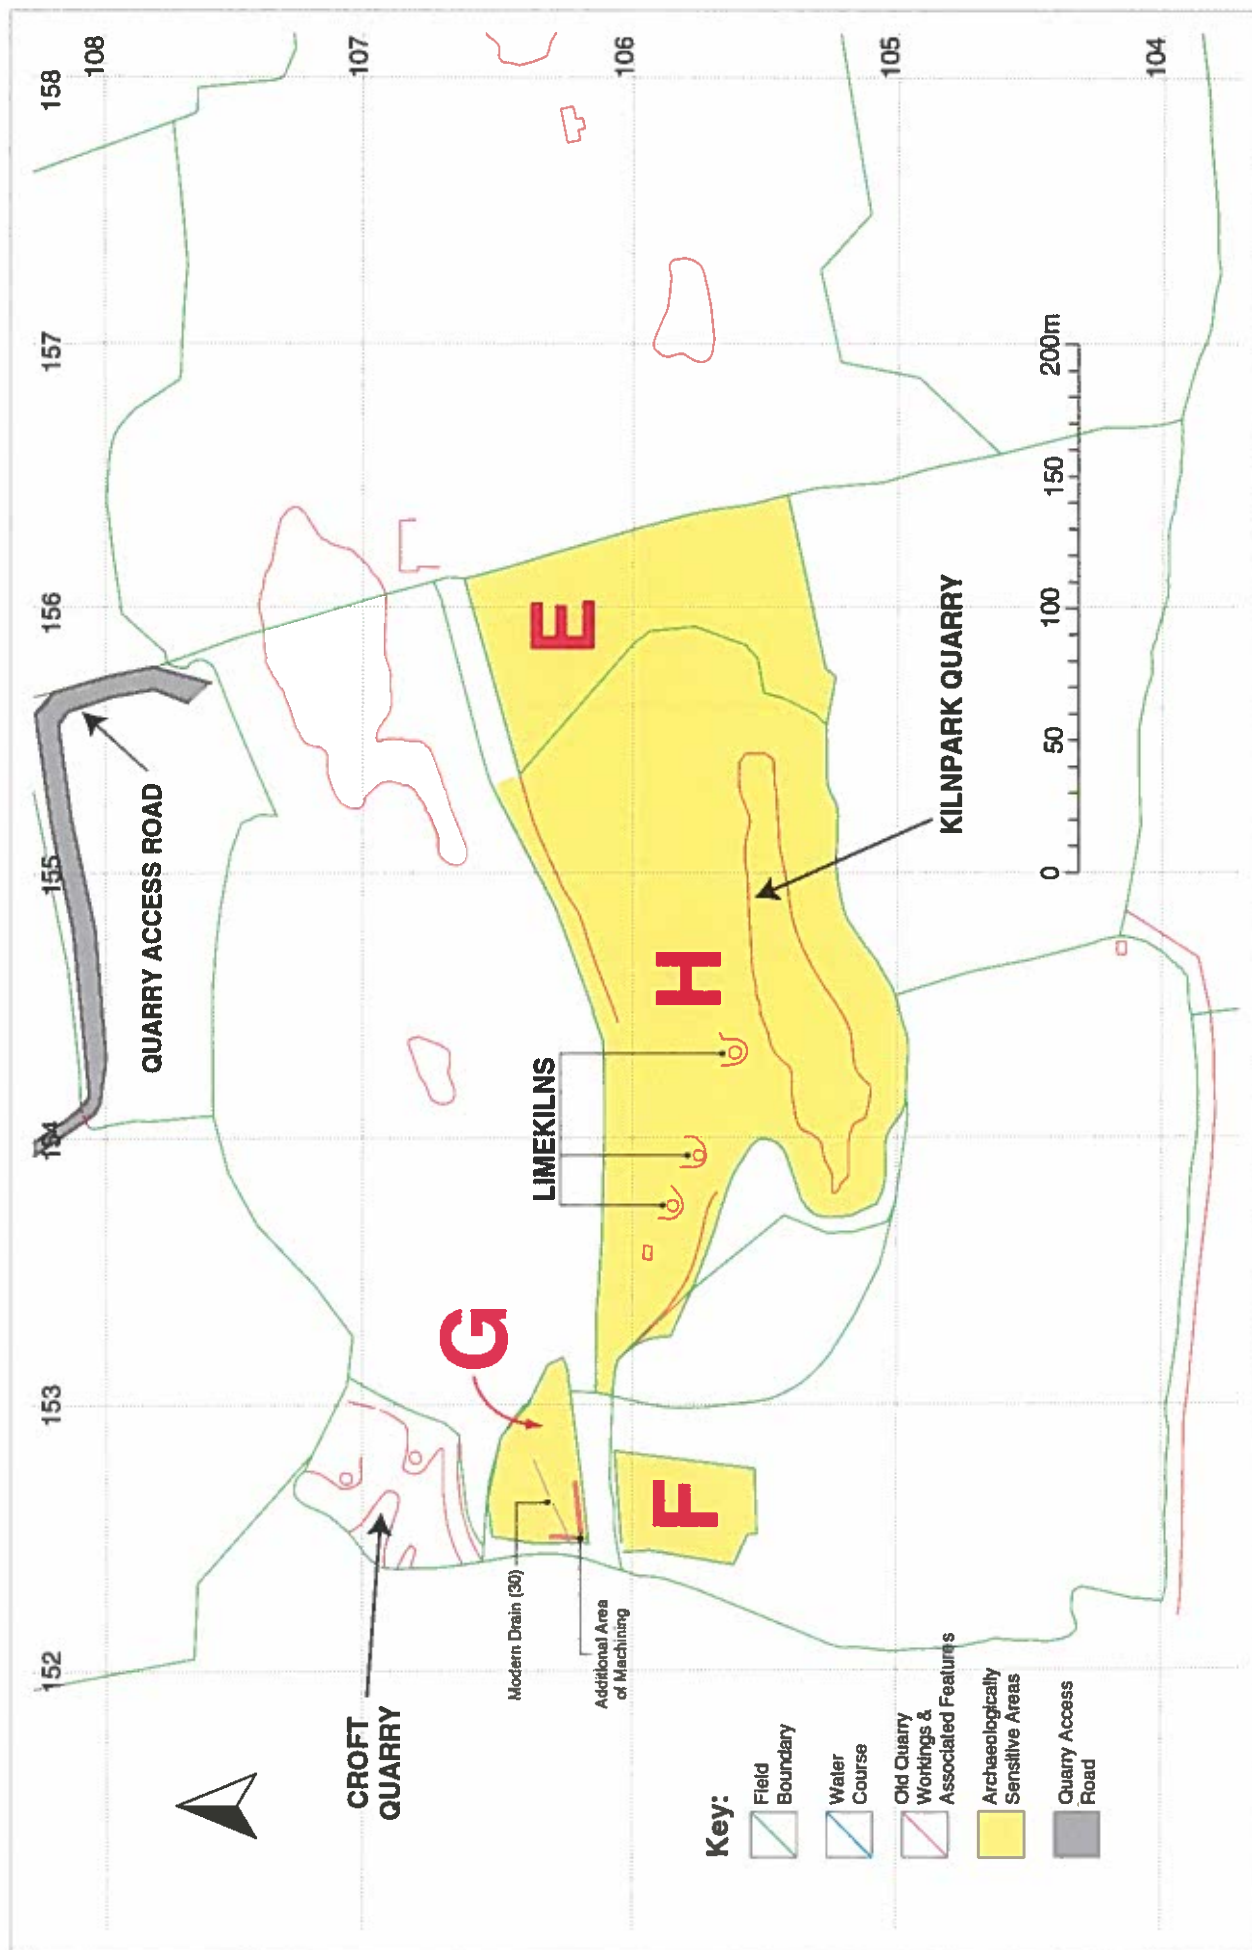 152
153
154
155
156
157
158
108
107
106
105
104
QUARRY ACCESS ROAD
CROFT
QUARRY
G
LIMEKILNS
E
H
F
Modern Drain (30)
Additional Area
of Machining
KILNPARK QUARRY
0
50
100
150
200m
Key:
Field
Boundary
Water
Course
Old Quarry
Workings &
Associated Features
Archaeologically
Sensitive Areas
Quarry Access
Road